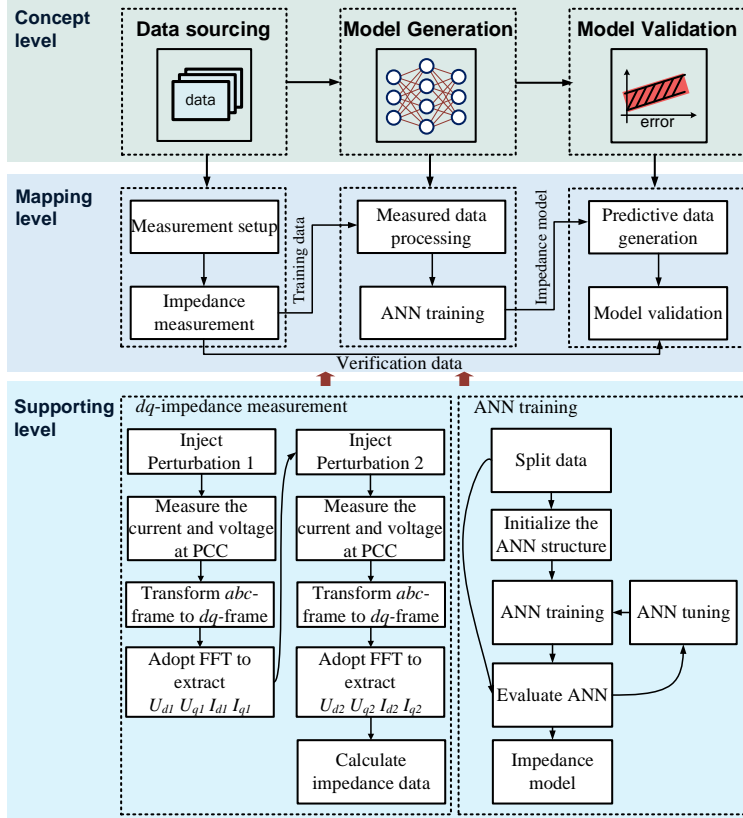 Concept
level
Data sourcing
Model Generation
Model Validation
data
error
Mapping
level
Measurement setup
Impedance
measurement
Training data
Measured data
processing
ANN training
Impedance model
Predictive data
generation
Model validation
Verification data
Supporting
level
dq-impedance measurement
Inject
Perturbation 1
Measure the
current and voltage
at PCC
Transform abc-
frame to dq-frame
Adopt FFT to
extract
Ud1 Uq1 Id1 Iq1
Inject
Perturbation 2
Measure the
current and voltage
at PCC
Transform abc-
frame to dq-frame
Adopt FFT to
extract
Ud2 Uq2 Id2 Iq2
Calculate
impedance data
ANN training
Split data
Initialize the
ANN structure
ANN training
ANN tuning
Evaluate ANN
Impedance
model